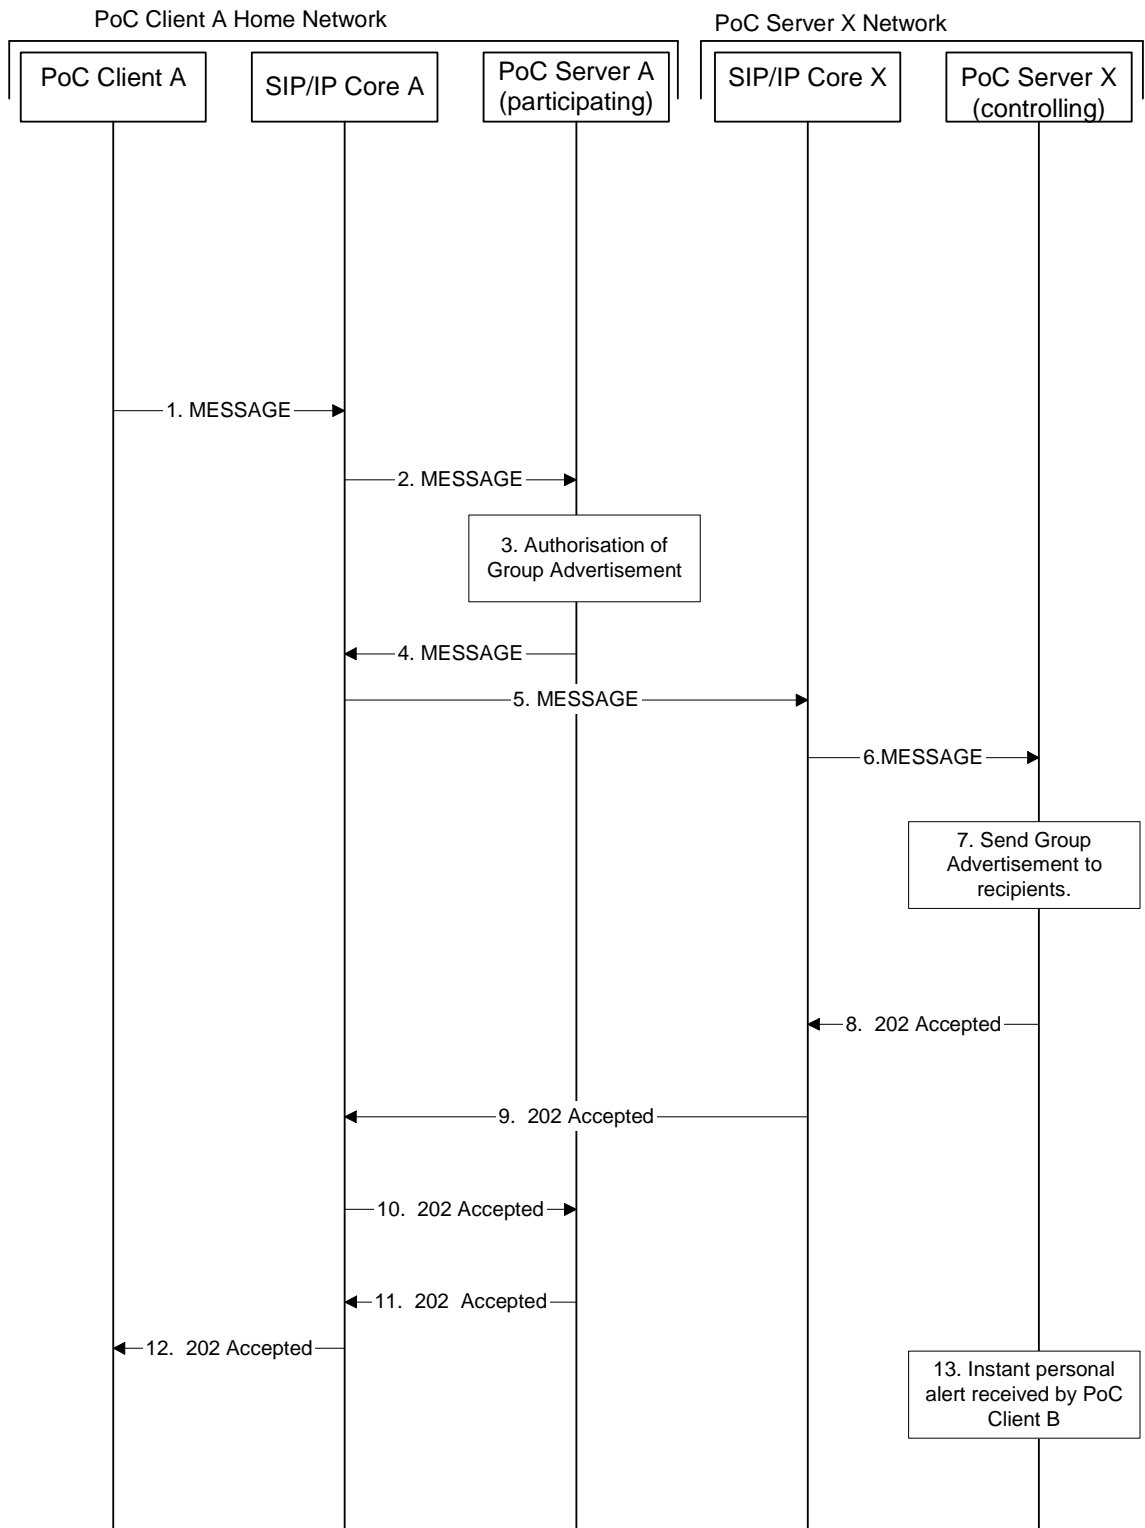 PoC Client A Home Network
PoC Server X Network
PoC Client A
SIP/IP Core A
PoC Server A
(participating)
SIP/IP Core X
PoC Server X
(controlling)
1. MESSAGE
2. MESSAGE
3. Authorisation of
Group Advertisement
4. MESSAGE
5. MESSAGE
6.MESSAGE
7. Send Group
Advertisement to
recipients.
8. 202 Accepted
9. 202 Accepted
10. 202 Accepted
11. 202 Accepted
12. 202 Accepted
13. Instant personal
alert received by PoC
Client B